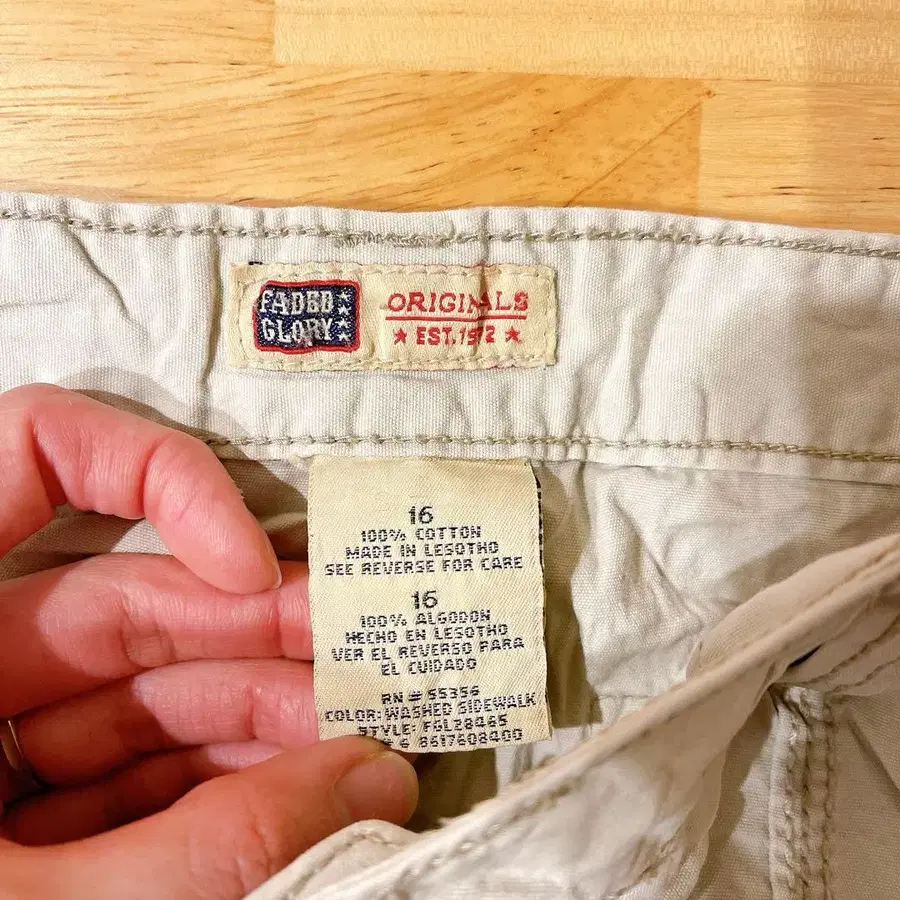 FADED
GLORY
ORIGINALS
EST. 1972
16
100% COTTON
MADE IN LESOTHO
SEE REVERSE FOR CARE
16
100% ALGODON
HECHO EN LESOTHO
VER EL REVERSO PARA
EL CUIDADO
RN # 55356
COLOR: WASHED SIDEWALK
STYLE: FGL28465
8617608400